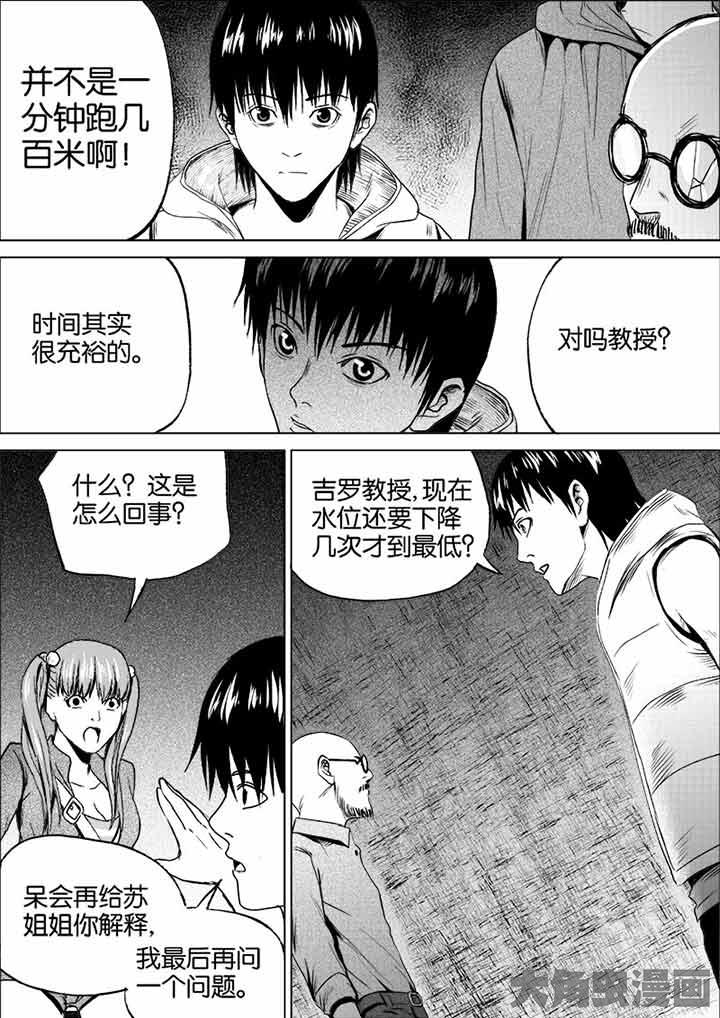 并不是一
分钟跑几
百米啊！
时间其实
很充裕的。
对吗教授？
什么？这是
怎么回事？
吉罗教授，现在
水位还要下降
几次才到最低？
呆会再给苏
姐姐你解释，
我最后再问
一个问题。
大角虫漫画